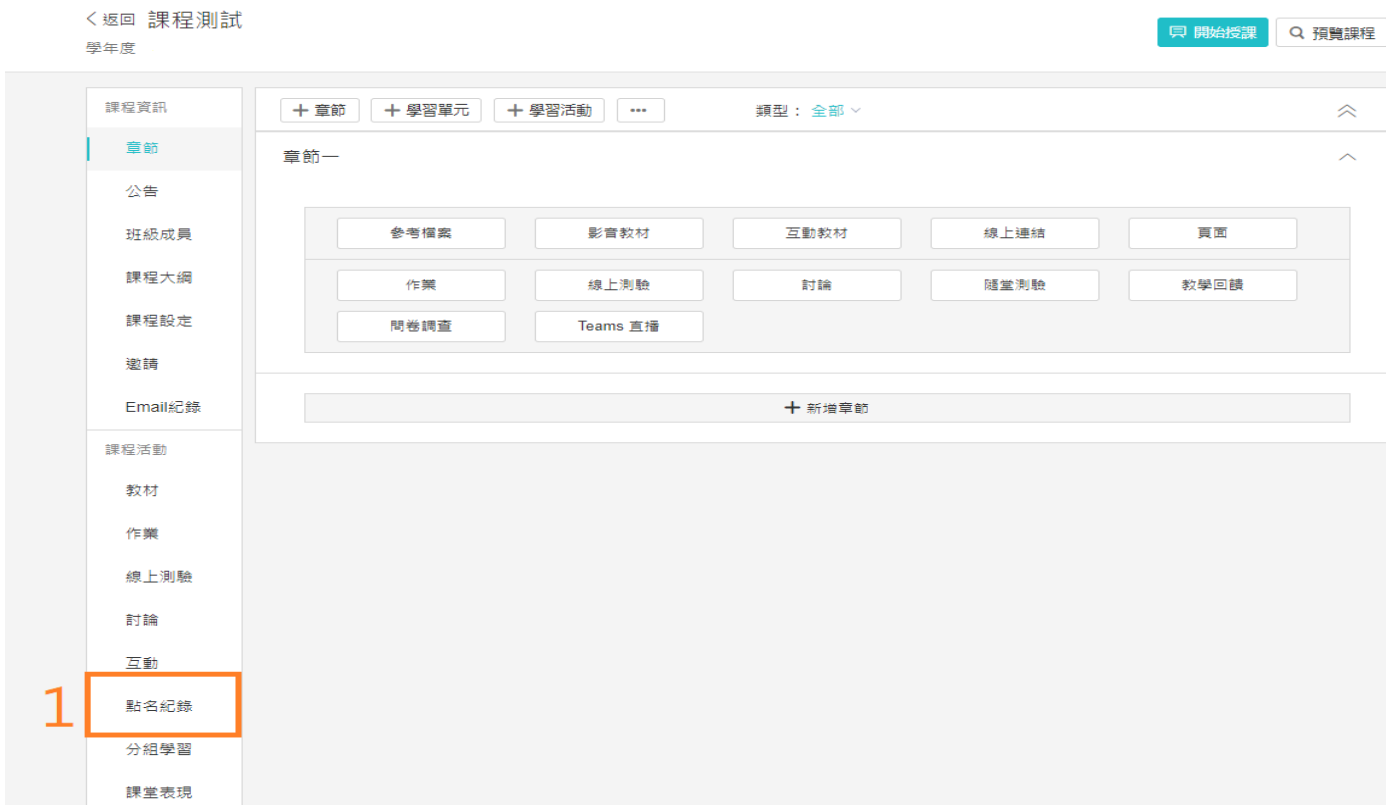 返回 課程測試
學年度
開始授課 預覽課程
課程資訊
章節
公告
班級成員
課程大綱
課程設定
邀請
Email紀錄
課程活動
教材
作業
線上測驗
討論
互動
1 點名紀錄
分組學習
課堂表現
+ 章節 + 學習單元 + 學習活動 ••• 類型： 全部
章節一
參考檔案 影音教材 互動教材 線上連結 頁面
作業 線上測驗 討論 隨堂測驗 教學回饋
問卷調查 Teams 直播
+ 新增章節